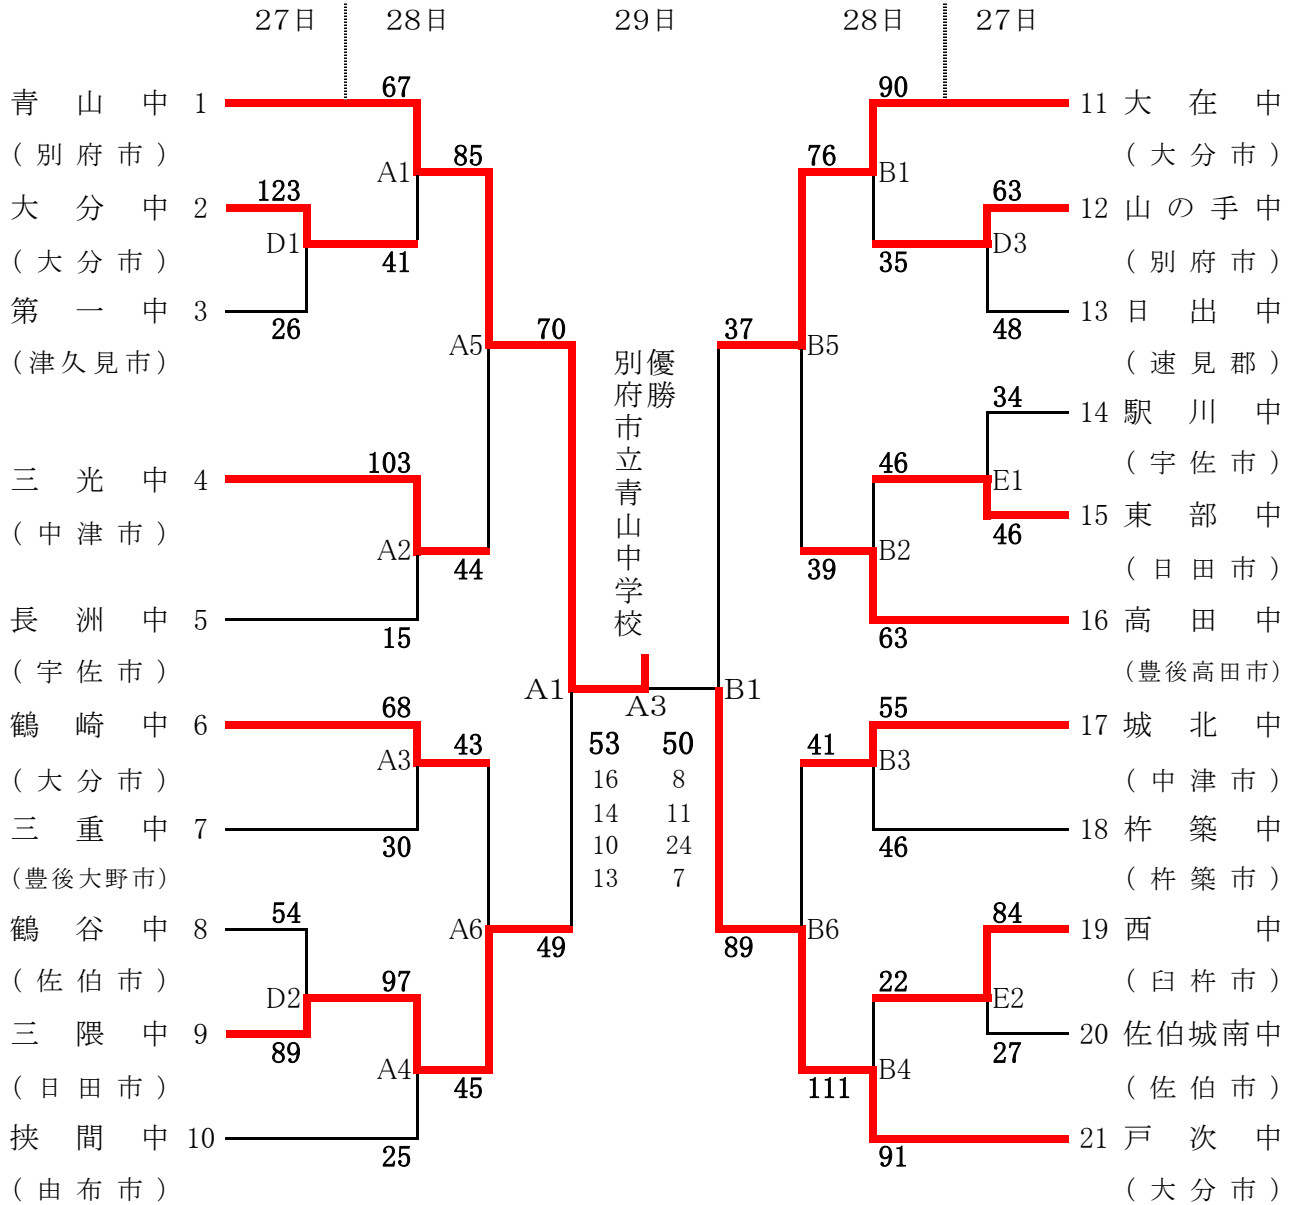 27日 28日 29日 28日 27日
青山中 1
(別府市)
大分中 2
(大分市)
第一中 3
(津久見市)
三光中 4
(中津市)
長洲中 5
(宇佐市)
鶴崎中 6
(大分市)
三重中 7
(豊後大野市)
鶴谷中 8
(佐伯市)
三隈中 9
(日田市)
挾間中 10
(由布市)
123
D1
26
54
D2
89
67
A1
41
103
A2
15
68
A3
30
97
A4
25
85
A5
44
43
A6
45
70
A1
49
優勝
別府市立青山中学校
A3
53 50
16 8
14 11
10 24
13 7
37
B1
89
76
B5
39
41
B6
111
90
B1
35
46
B2
63
55
B3
46
22
B4
91
63
D3
48
34
E1
46
84
E2
27
11 大在中
(大分市)
12 山の手中
(別府市)
13 日出中
(速見郡)
14 駅川中
(宇佐市)
15 東部中
(日田市)
16 高田中
(豊後高田市)
17 城北中
(中津市)
18 杵築中
(杵築市)
19 西中
(臼杵市)
20 佐伯城南中
(佐伯市)
21 戸次中
(大分市)